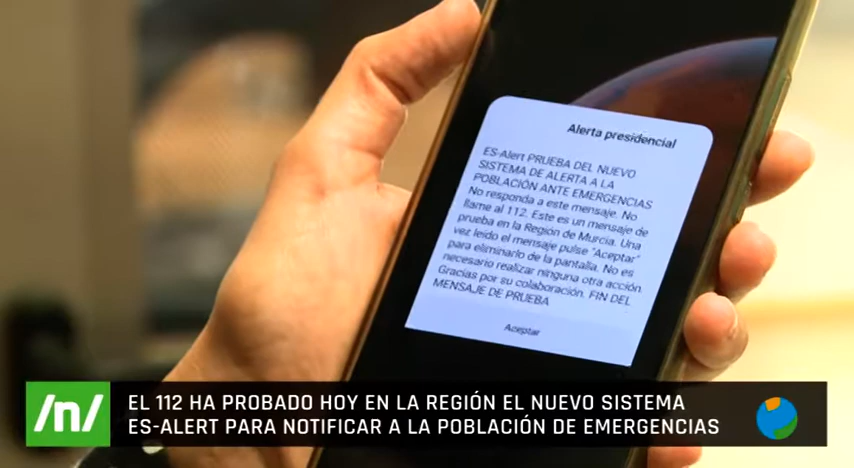 Alerta presidencial
ES-Alert PRUEBA DEL NUEVO
SISTEMA DE ALERTA A LA
POBLACIÓN ANTE EMERGENCIAS
No responda a este mensaje. No
llame al 112. Este es un mensaje de
prueba en la Región de Murcia. Una
vez leido el mensaje pulse "Aceptar"
para eliminarlo de la pantalla. No es
necesario realizar ninguna otra acción.
Gracias por su colaboración. FIN DEL
MENSAJE DE PRUEBA
Aceptar
/n/
EL 112 HA PROBADO HOY EN LA REGIÓN EL NUEVO SISTEMA
ES-ALERT PARA NOTIFICAR A LA POBLACIÓN DE EMERGENCIAS